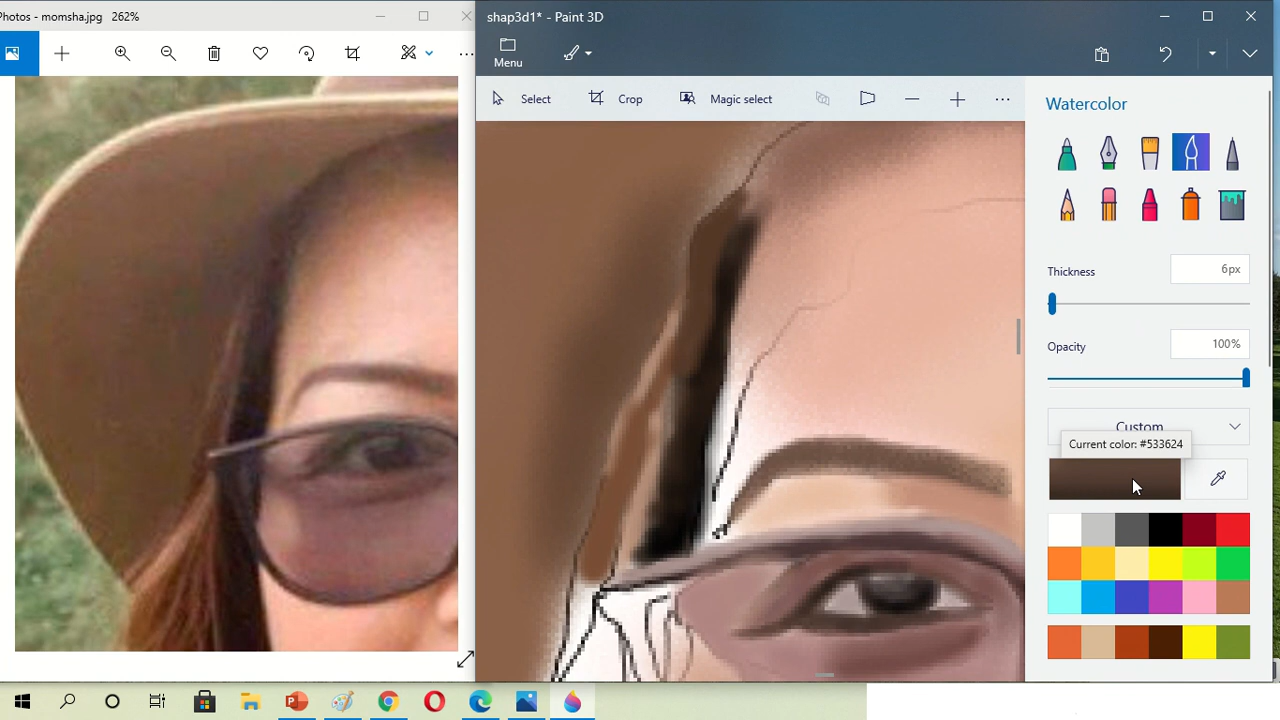 Photos - momsha.jpg 262%
shap3d1* - Paint 3D
Menu
Select
Crop
Magic select
Watercolor
Thickness
6px
Opacity
100%
Custom
Current color: #533624